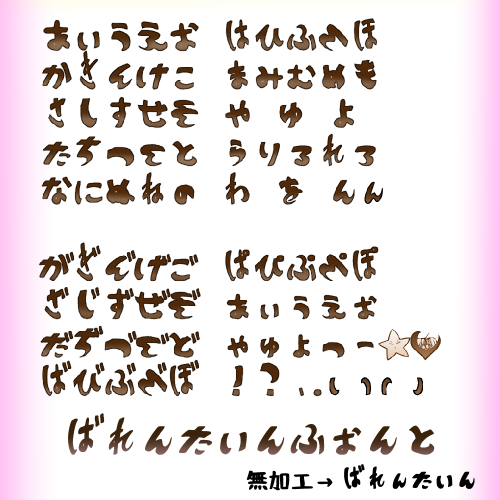 あいうえお はひふへほ
かきくけこ まみむめも
さしすせそ や ゆ よ
たちつてと らりるれろ
なにぬねの わ を ん ん
がぎぐげご ぱぴぷぺぽ
ざじずぜぞ ぁぃぅぇぉ
だぢづでど ゃゅょっー☆♥
ばびぶべぼ ！？
ばれんたいんふぉんと
無加工→ばれんたいん